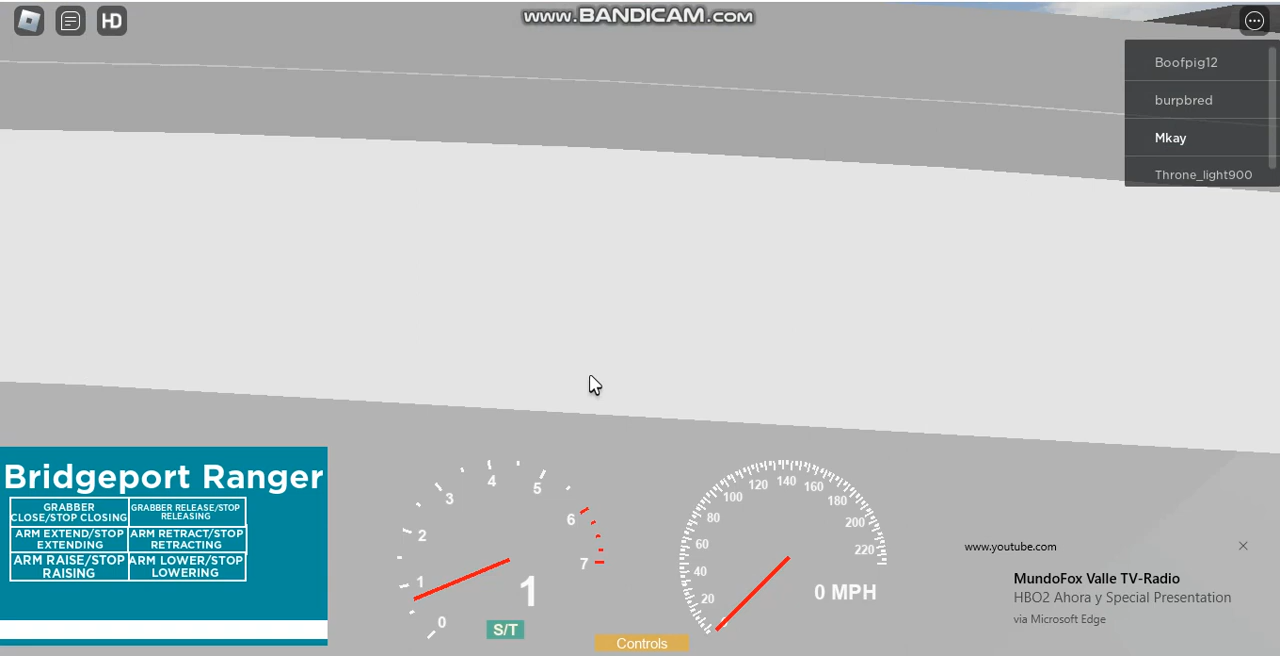 HD
www.BANDICAM.COM
Boofpig12
burpbred
Mkay
Throne_light900
Bridgeport Ranger
GRABBER
CLOSE/STOP CLOSING
GRABBER RELEASE/STOP
RELEASING
ARM EXTEND/STOP
EXTENDING
ARM RETRACT/STOP
RETRACTING
ARM RAISE/STOP
RAISING
ARM LOWER/STOP
LOWERING
0
1
2
3
4
5
6
7
1
S/T
20
40
60
80
100
120
140
160
180
200
220
0 MPH
Controls
www.youtube.com
MundoFox Valle TV-Radio
HBO2 Ahora y Special Presentation
via Microsoft Edge